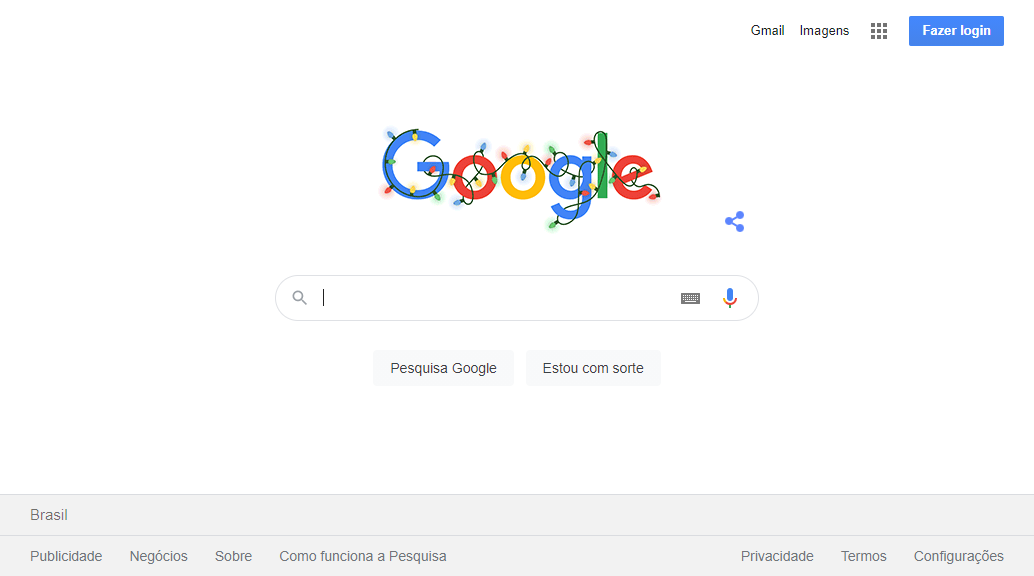 Gmail Imagens Fazer login
Google
Pesquisa Google Estou com sorte
Brasil
Publicidade Negócios Sobre Como funciona a Pesquisa Privacidade Termos Configurações